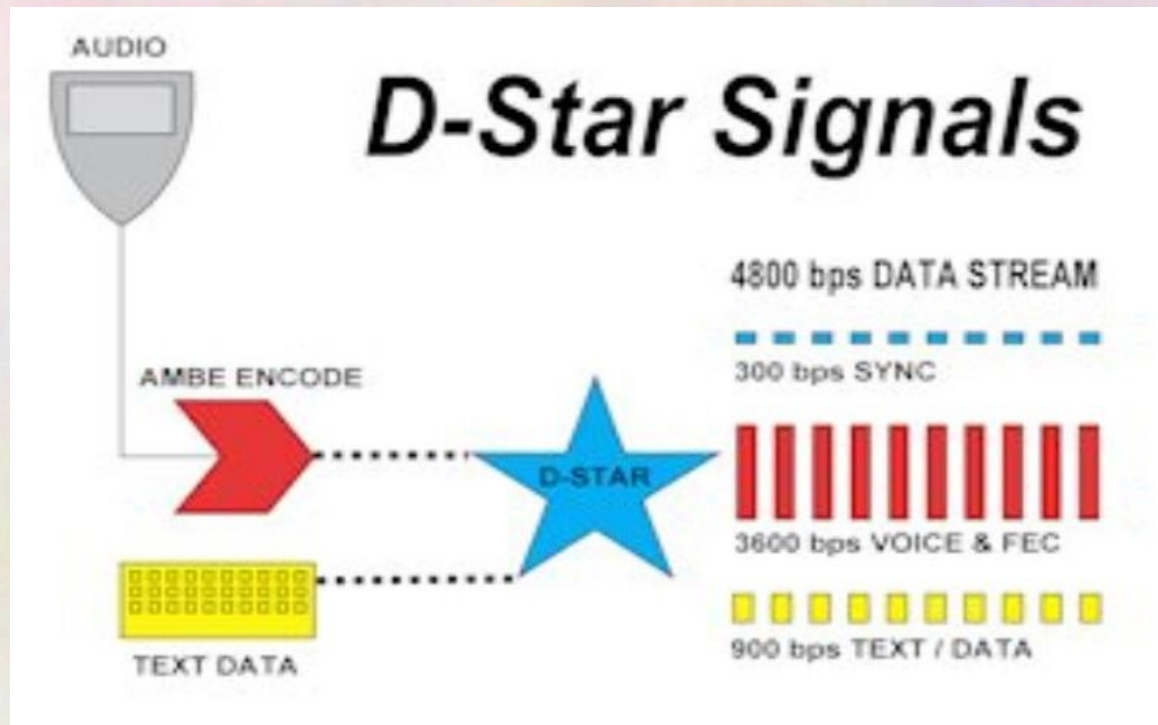 AUDIO
D-Star Signals
4800 bps DATA STREAM
300 bps SYNC
AMBE ENCODE
D-STAR
3600 bps VOICE & FEC
TEXT DATA
900 bps TEXT / DATA